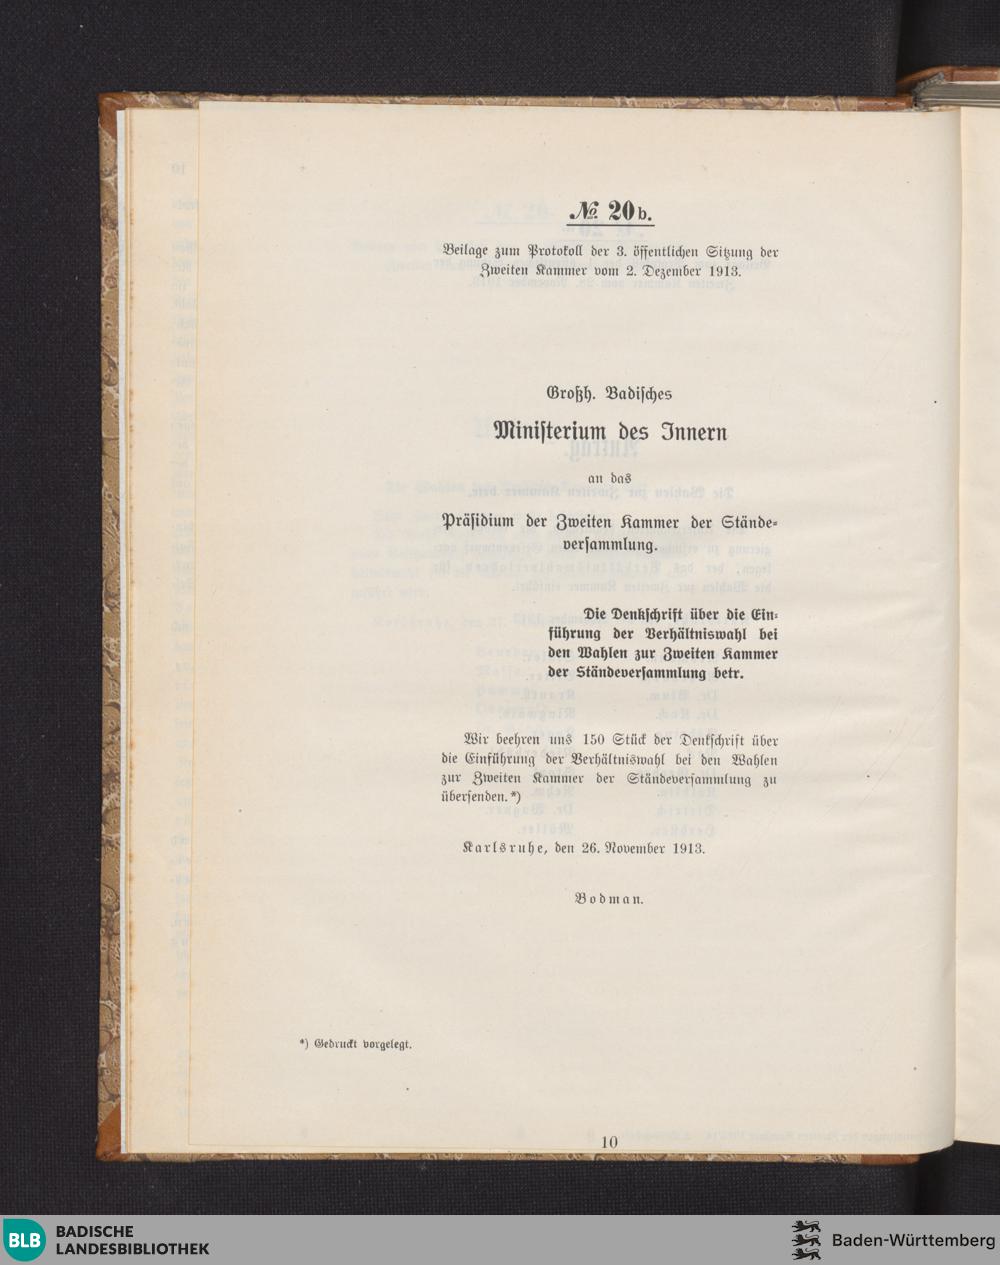 № 20 b.
Beilage zum Protokoll der 3. öffentlichen Sitzung der
Zweiten Kammer vom 2. Dezember 1913.
Großh. Badisches
Ministerium des Innern
an das
Präsidium der Zweiten Kammer der Stände-
versammlung.
Die Denkschrift über die Ein-
führung der Verhältniswahl bei
den Wahlen zur Zweiten Kammer
der Ständeversammlung betr.
Wir beehren uns 150 Stück der Denkschrift über
die Einführung der Verhältniswahl bei den Wahlen
zur Zweiten Kammer der Ständeversammlung zu
übersenden.*)
Karlsruhe, den 26. November 1913.
Bodman.
*) Gedruckt vorgelegt.
10
BLB BADISCHE
LANDESBIBLIOTHEK
Baden-Württemberg